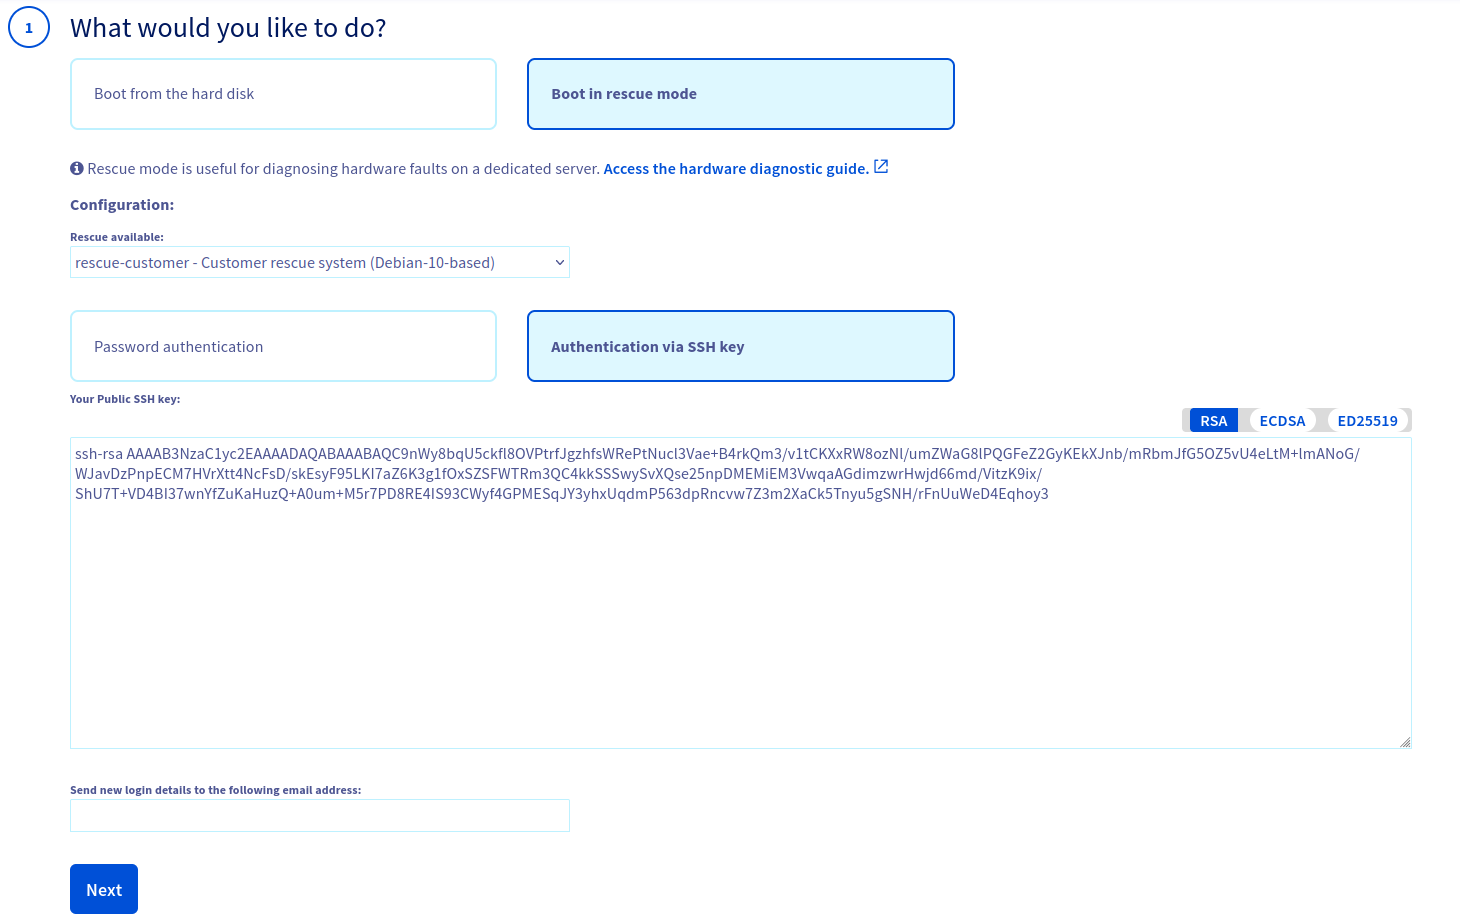 1
What would you like to do?
Boot from the hard disk
Boot in rescue mode
Rescue mode is useful for diagnosing hardware faults on a dedicated server. Access the hardware diagnostic guide.
Configuration:
Rescue available:
rescue-customer - Customer rescue system (Debian-10-based)
Password authentication
Authentication via SSH key
Your Public SSH key:
RSA ECDSA ED25519
ssh-rsa AAAAB3NzaC1yc2EAAAADAQABAAABAQC9nWy8bqU5ckfl8OVPtrfJgzhfsWRePtNucI3Vae+B4rkQm3/v1tCKXxRW8ozNl/umZWaG8lPQGFeZ2GyKEkXJnb/mRbmJfG5OZ5vU4eLtM+lmANoG/
WJavDzPnpECM7HVrXtt4NcFsD/skEsyF95LKI7aZ6K3g1fOxSZSFWTRm3QC4kkSSSwySvXQse25npDMEMiEM3VwqaAGdimzwrHwjd66md/VitzK9ix/
ShU7T+VD4BI37wnYfZuKaHuzQ+A0um+M5r7PD8RE4IS93CWyf4GPMESqJY3yhxUqdmP563dpRncvw7Z3m2XaCk5Tnyu5gSNH/rFnUuWeD4Eqhoy3
Send new login details to the following email address:
Next